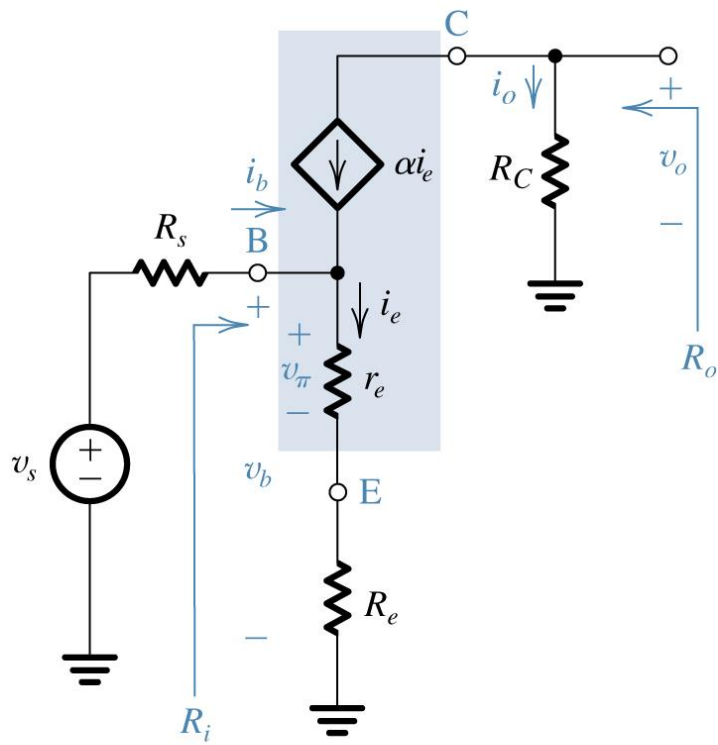 C
i_o
+
αi_e
R_C
v_o
−
i_b
R_s
B
+
i_e
+
v_π
−
r_e
R_o
v_s
+
−
v_b
E
R_e
−
R_i